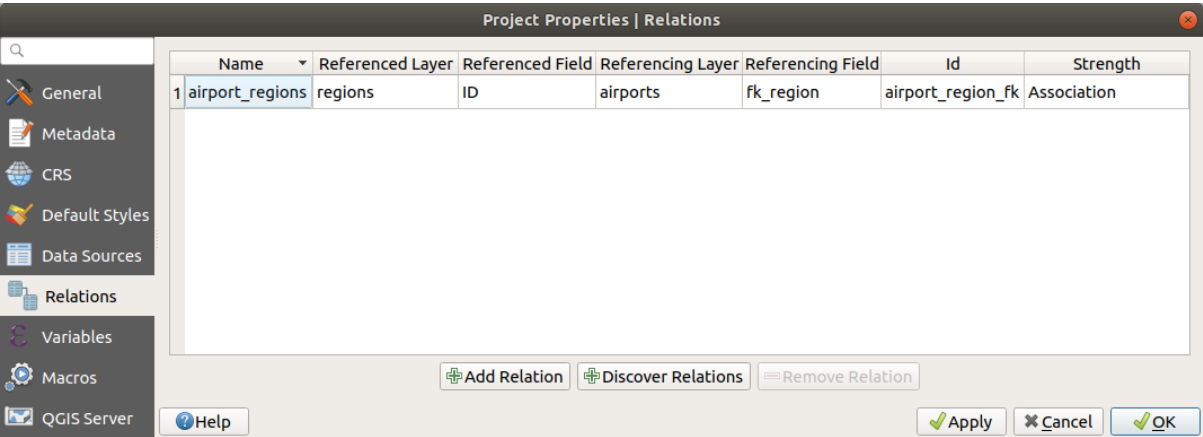 Project Properties | Relations
Name Referenced Layer Referenced Field Referencing Layer Referencing Field Id Strength
1 airport_regions regions ID airports fk_region airport_region_fk Association
General
Metadata
CRS
Default Styles
Data Sources
Relations
Variables
Macros
QGIS Server
Add Relation Discover Relations Remove Relation
Help Apply Cancel OK